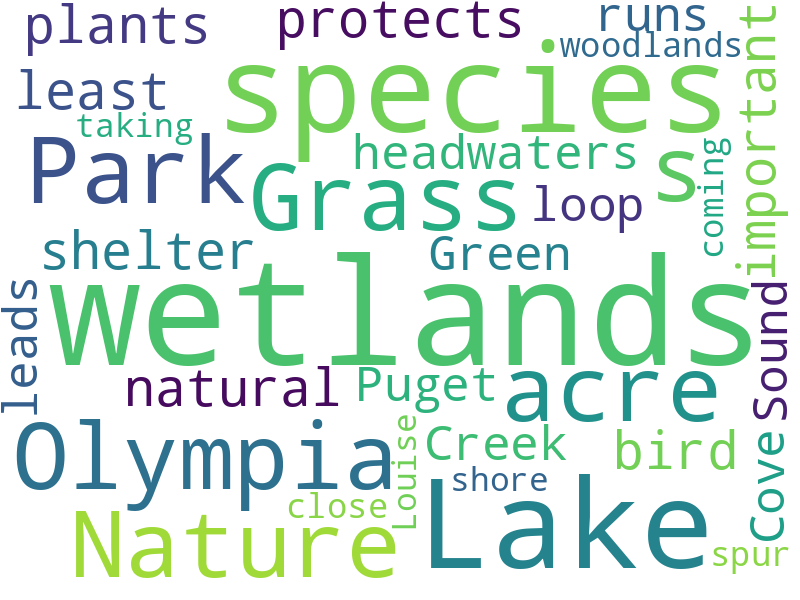 plants
protects
runs
woodlands
important
least
species
taking
Park
headwaters
s
coming
Grass
loop
shelter
Green
wetlands
leads
Sound
natural
Puget
acre
Olympia
Louise
Creek
bird
Cove
shore
Lake
close
Nature
spur